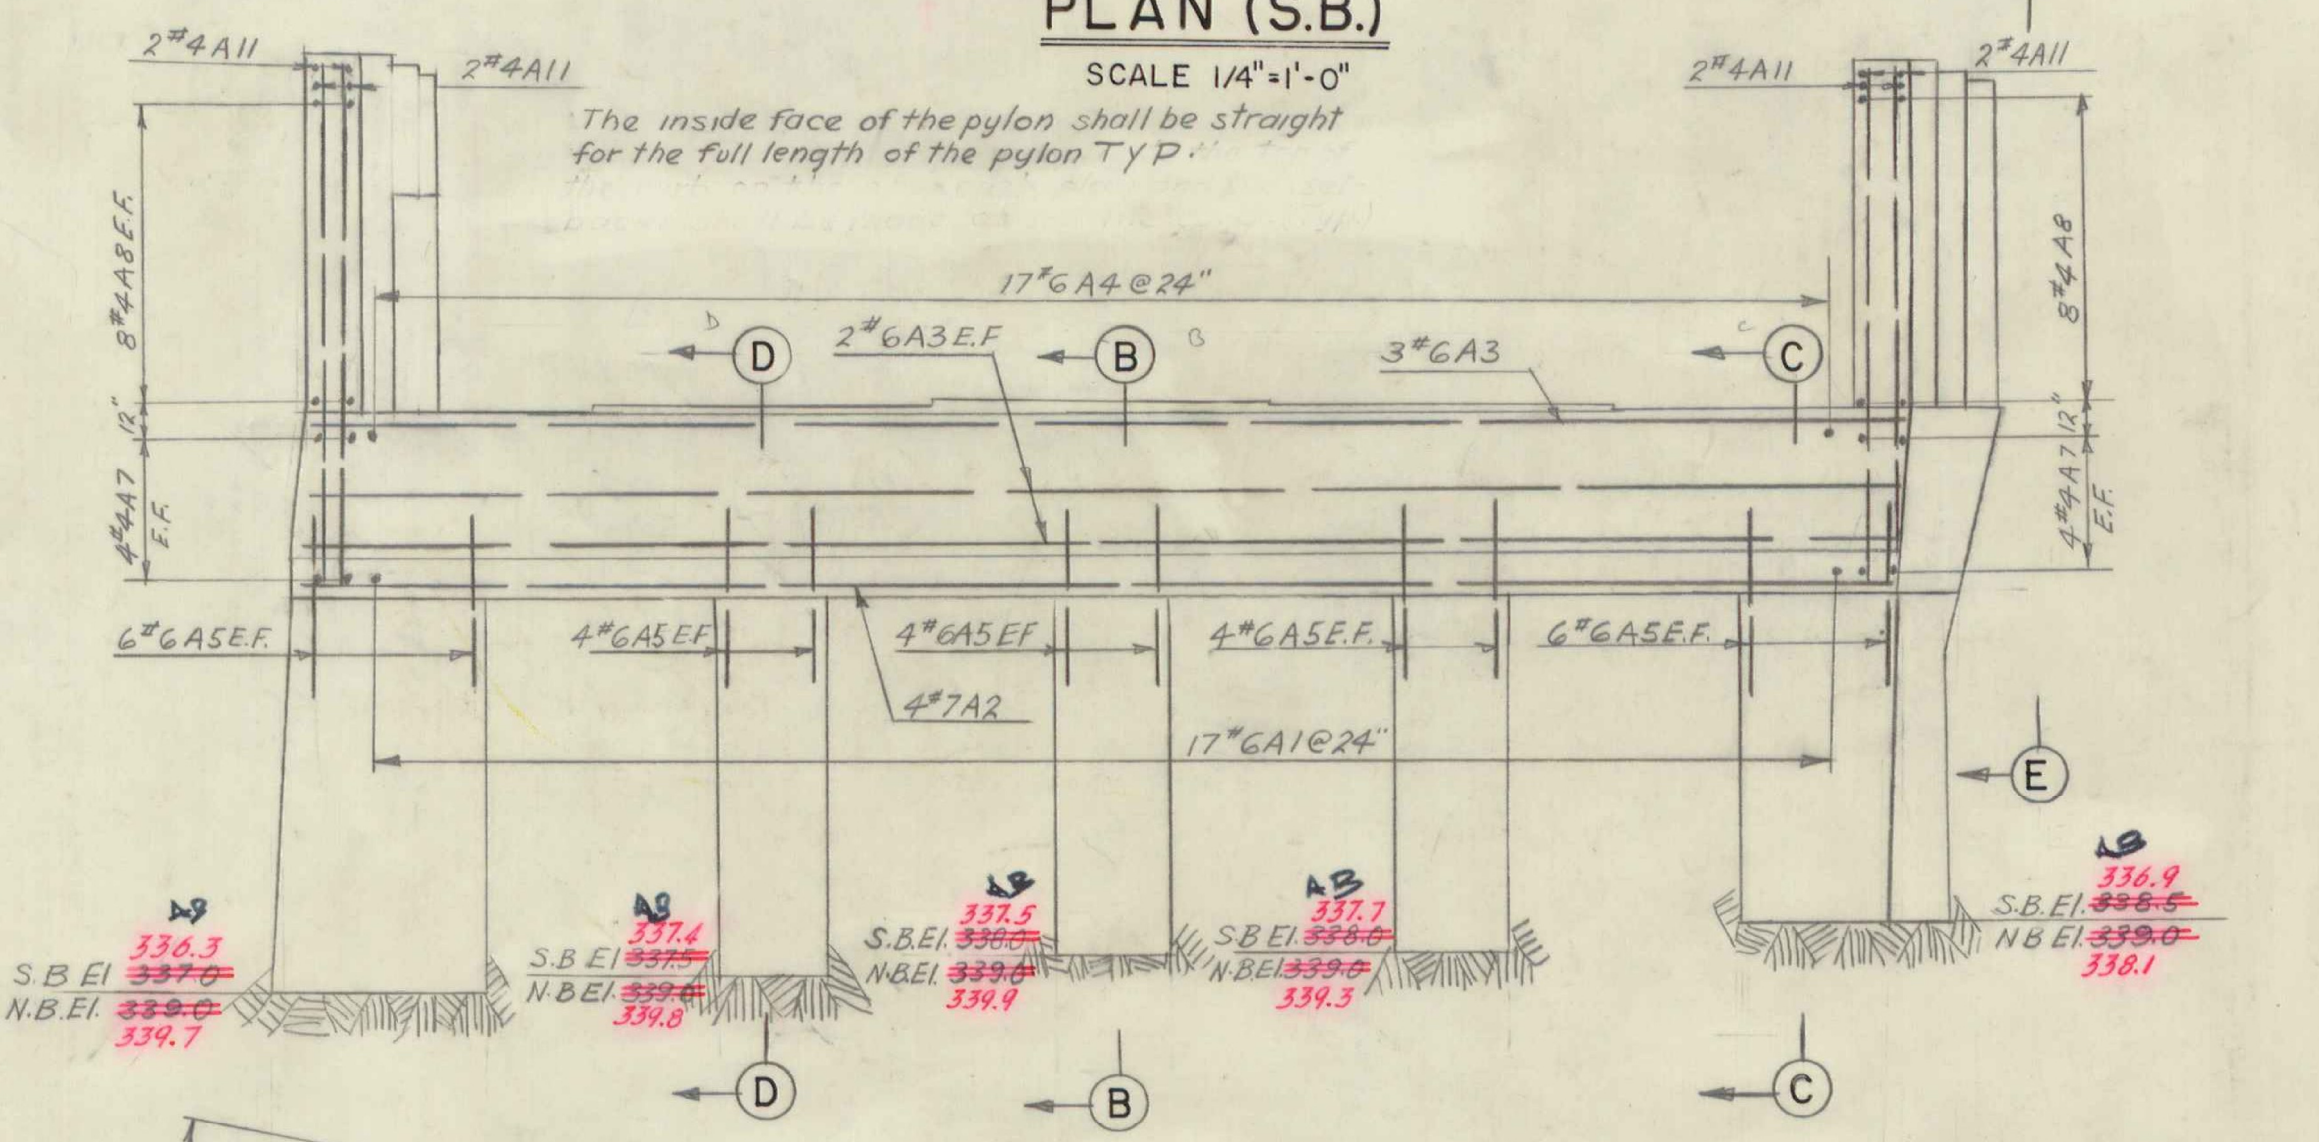 PLAN (S.B.)
SCALE 1/4"=1'-0"
The inside face of the pylon shall be straight
for the full length of the pylon TYP.
2#4A11
2#4A11
2#4A11
2#4A11
8#4A8E.F.
12"
4#4A7
E.F.
17#6A4@24"
D
D
2#6A3E.F
B
B
3#6A3
C
C
8#4A8
12"
4#4A7
E.F.
6#6A5E.F.
4#6A5EF
4#6A5EF
4#6A5E.F.
6#6A5E.F.
4#7A2
17#6A1@24"
E
AB
336.3
S.B El 337.0
N.B.El. 339.0
339.7
AB
337.4
S.B El 337.5
N.B El. 339.0
339.8
AB
337.5
S.B.El. 338.0
N.B.El. 339.0
339.9
AB
337.7
S.B El. 338.0
N.B.El. 339.0
339.3
AB
336.9
S.B.El. 338.5
N B El. 339.0
338.1
D
B
C